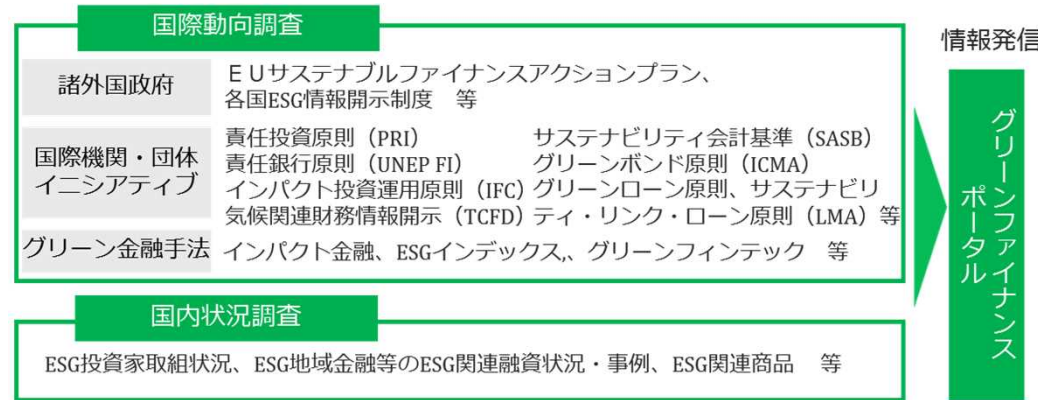 国際動向調査
諸外国政府
ＥＵサステナブルファイナンスアクションプラン、
各国ESG情報開示制度　等
国際機関・団体
イニシアティブ
責任投資原則（PRI）
責任銀行原則（UNEP FI）
インパクト投資運用原則（IFC）
気候関連財務情報開示（TCFD）
サステナビリティ会計基準（SASB）
グリーンボンド原則（ICMA）
グリーンローン原則、サステナビリ
ティ・リンク・ローン原則（LMA）等
グリーン金融手法
インパクト金融、ESGインデックス,、グリーンフィンテック　等
国内状況調査
ESG投資家取組状況、ESG地域金融等のESG関連融資状況・事例、ESG関連商品　等
情報発信
グリーンファイナンス
ポータル